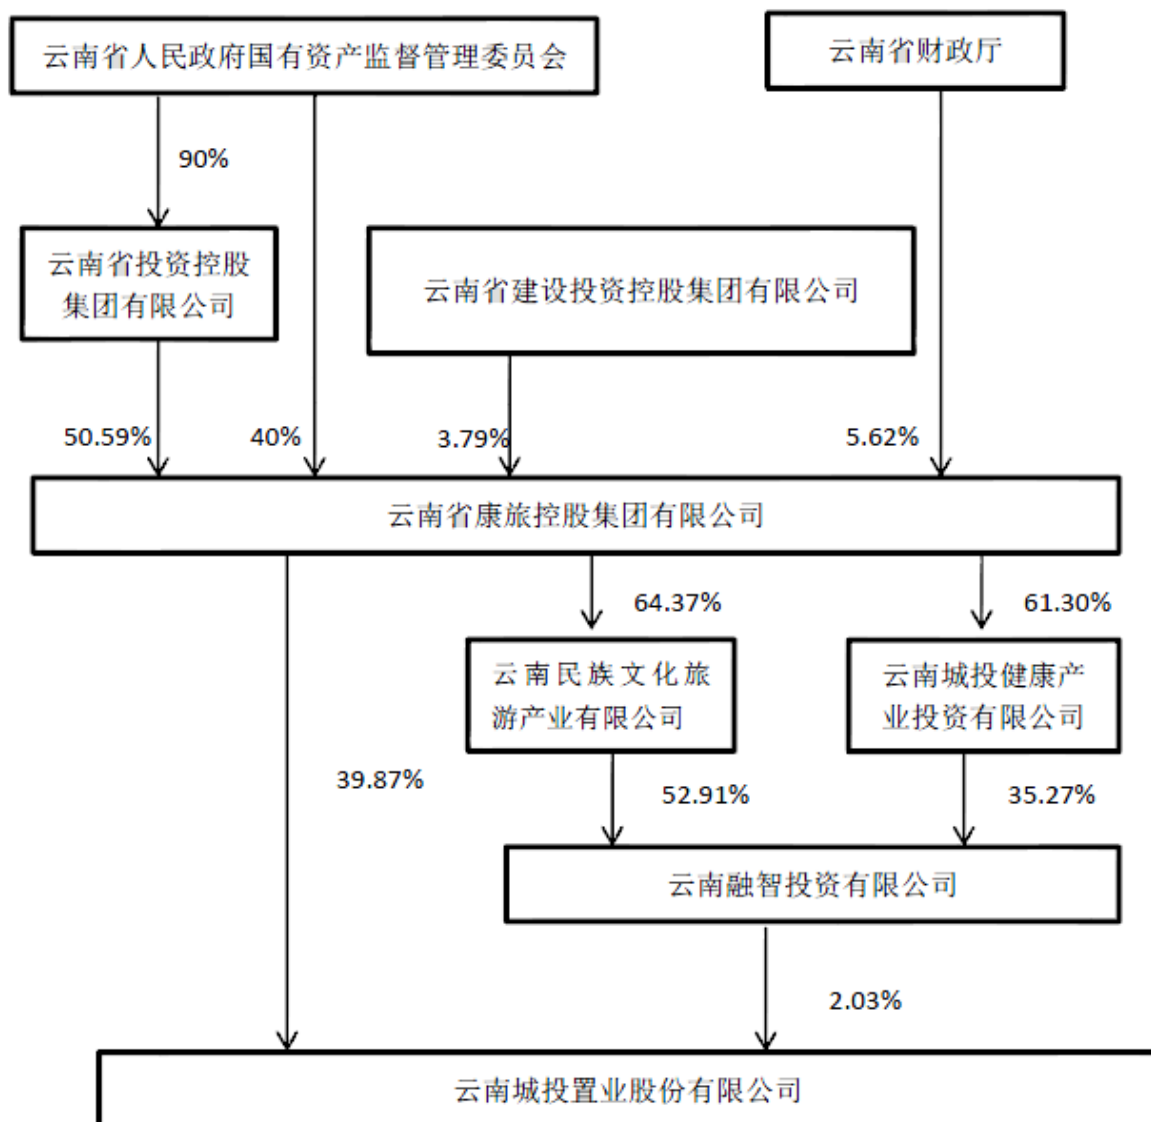 云南省人民政府国有资产监督管理委员会
云南省财政厅
90%
云南省投资控股
集团有限公司
云南省建设投资控股集团有限公司
50.59%
40%
3.79%
5.62%
云南省康旅控股集团有限公司
64.37%
61.30%
云南民族文化旅
游产业有限公司
云南城投健康产
业投资有限公司
39.87%
52.91%
35.27%
云南融智投资有限公司
2.03%
云南城投置业股份有限公司